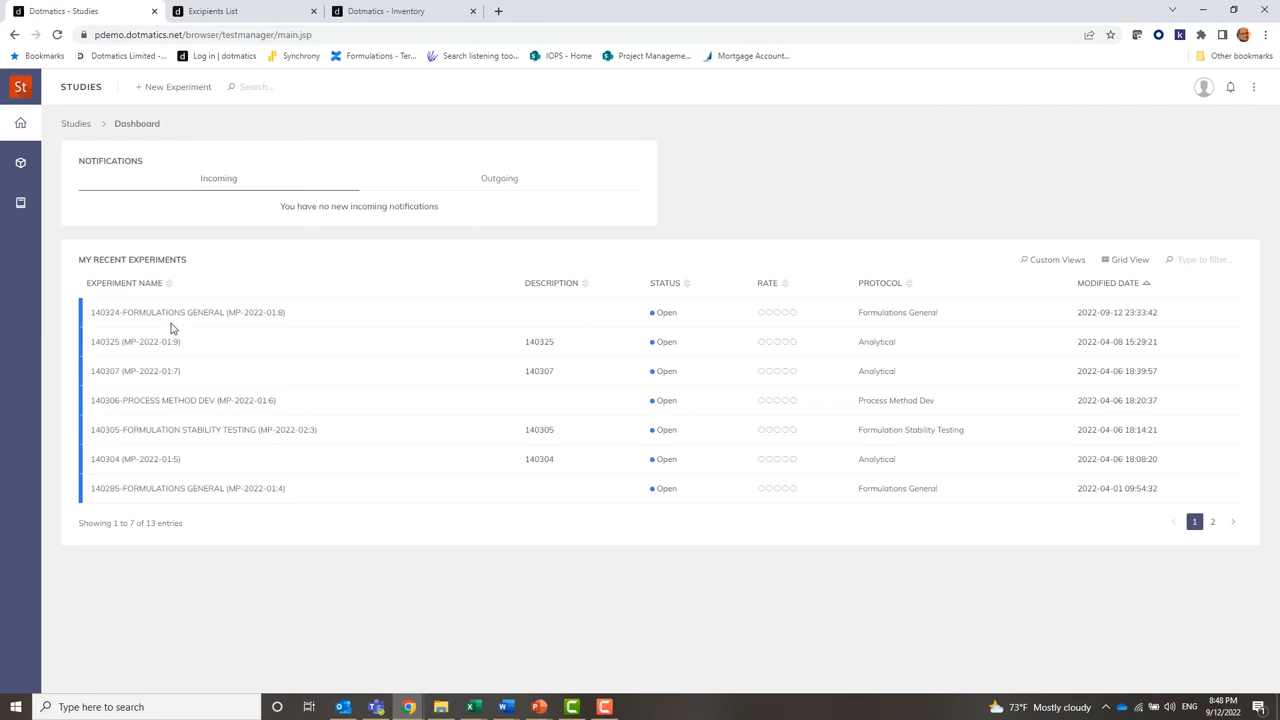 Dotmatics - Studies
Excipients List
Dotmatics - Inventory
pdemo.dotmatics.net/browser/testmanager/main.jsp
Bookmarks
Dotmatics Limited -...
Log in | dotmatics
Synchrony
Formulations - Ter...
Search listening too...
IOPS - Home
Project Manageme...
Mortgage Account...
Other bookmarks
St
STUDIES
+ New Experiment
Search...
Studies > Dashboard
NOTIFICATIONS
Incoming
Outgoing
You have no new incoming notifications
MY RECENT EXPERIMENTS
Custom Views
Grid View
Type to filter...
EXPERIMENT NAME DESCRIPTION STATUS RATE PROTOCOL MODIFIED DATE
140324-FORMULATIONS GENERAL (MP-2022-01:8) Open Formulations General 2022-09-12 23:33:42
140325 (MP-2022-01:9) 140325 Open Analytical 2022-04-08 15:29:21
140307 (MP-2022-01:7) 140307 Open Analytical 2022-04-06 18:39:57
140306-PROCESS METHOD DEV (MP-2022-01:6) Open Process Method Dev 2022-04-06 18:20:37
140305-FORMULATION STABILITY TESTING (MP-2022-02:3) 140305 Open Formulation Stability Testing 2022-04-06 18:14:21
140304 (MP-2022-01:5) 140304 Open Analytical 2022-04-06 18:08:20
140285-FORMULATIONS GENERAL (MP-2022-01:4) Open Formulations General 2022-04-01 09:54:32
Showing 1 to 7 of 13 entries
< 1 2 >
Type here to search
73°F Mostly cloudy
ENG
8:48 PM
9/12/2022